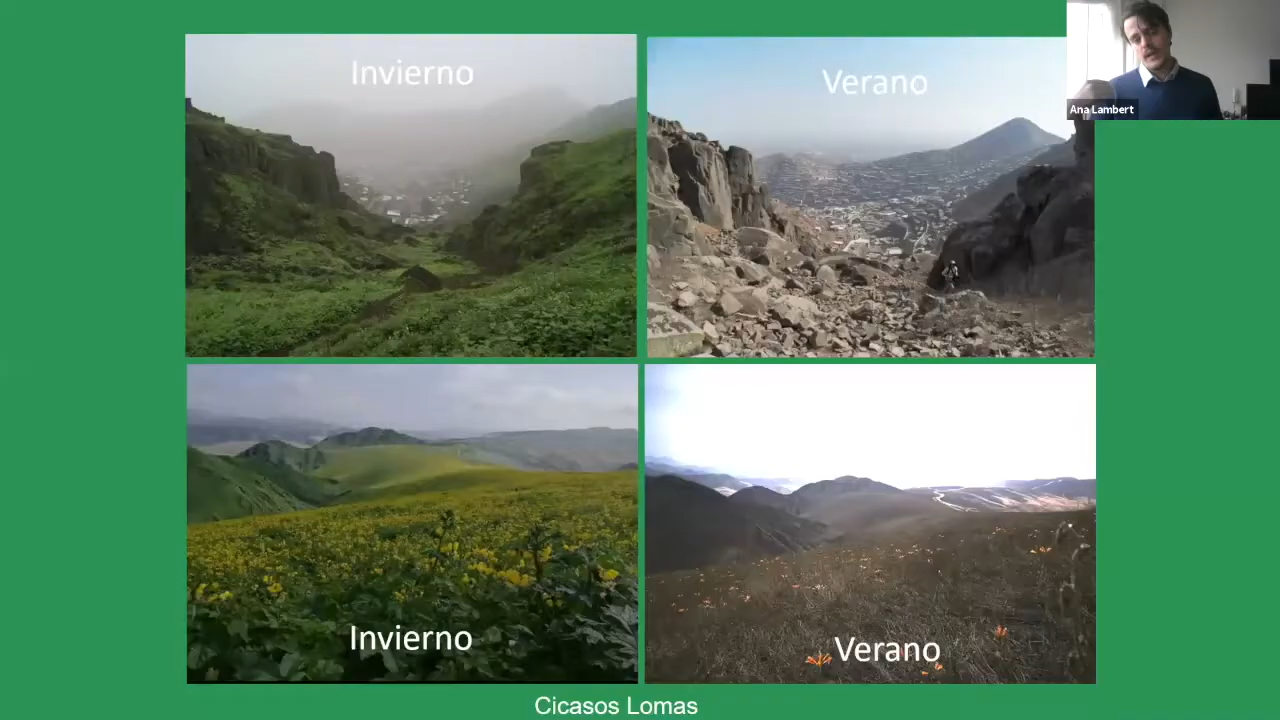 Invierno
Verano
Ana Lambert
Invierno
Verano
Cicasos Lomas